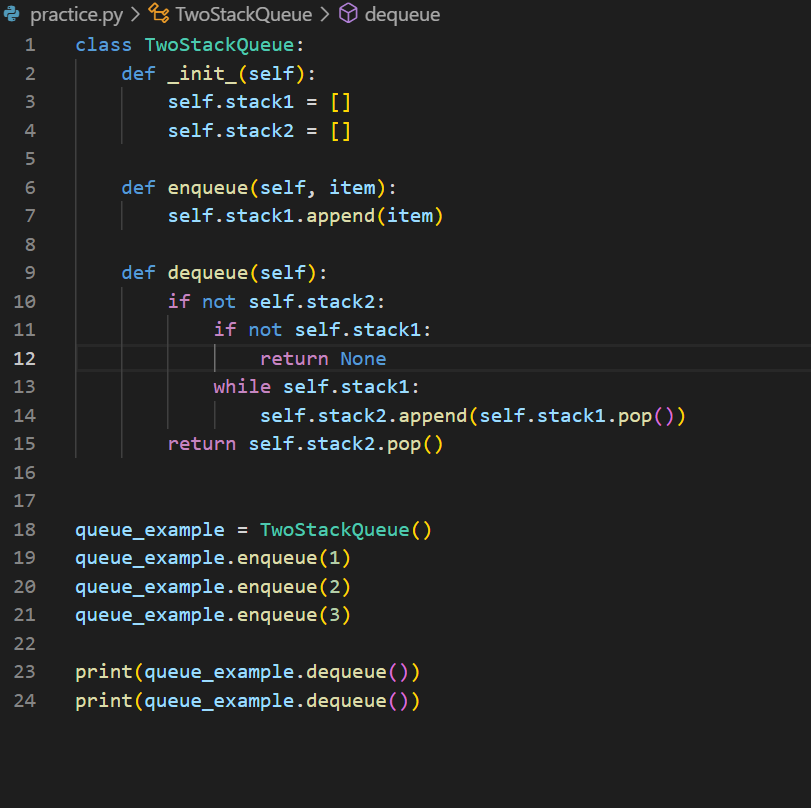 practice.py > TwoStackQueue > dequeue
1 class TwoStackQueue:
2     def _init_(self):
3         self.stack1 = []
4         self.stack2 = []
5
6     def enqueue(self, item):
7         self.stack1.append(item)
8
9     def dequeue(self):
10         if not self.stack2:
11             if not self.stack1:
12                 return None
13             while self.stack1:
14                 self.stack2.append(self.stack1.pop())
15         return self.stack2.pop()
16
17
18 queue_example = TwoStackQueue()
19 queue_example.enqueue(1)
20 queue_example.enqueue(2)
21 queue_example.enqueue(3)
22
23 print(queue_example.dequeue())
24 print(queue_example.dequeue())